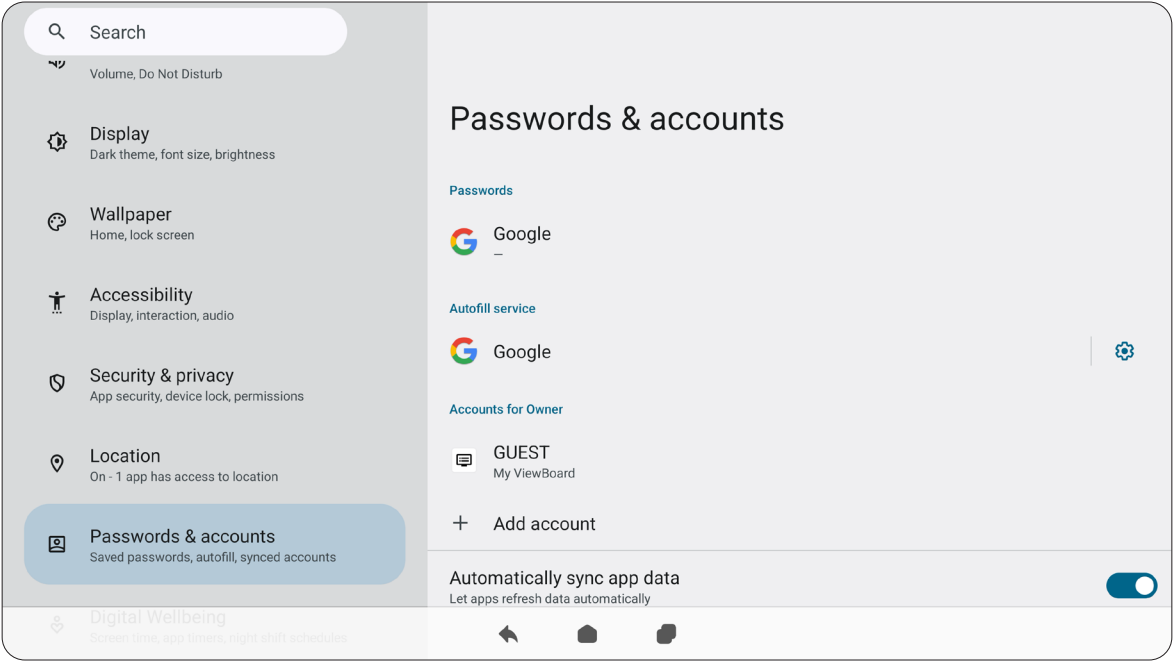 Search
Volume, Do Not Disturb
Display
Dark theme, font size, brightness
Wallpaper
Home, lock screen
Accessibility
Display, interaction, audio
Security & privacy
App security, device lock, permissions
Location
On - 1 app has access to location
Passwords & accounts
Saved passwords, autofill, synced accounts
Digital Wellbeing
Screen time, app timers, night shift schedules
Passwords & accounts
Passwords
Google
—
Autofill service
Google
Accounts for Owner
GUEST
My ViewBoard
Add account
Automatically sync app data
Let apps refresh data automatically